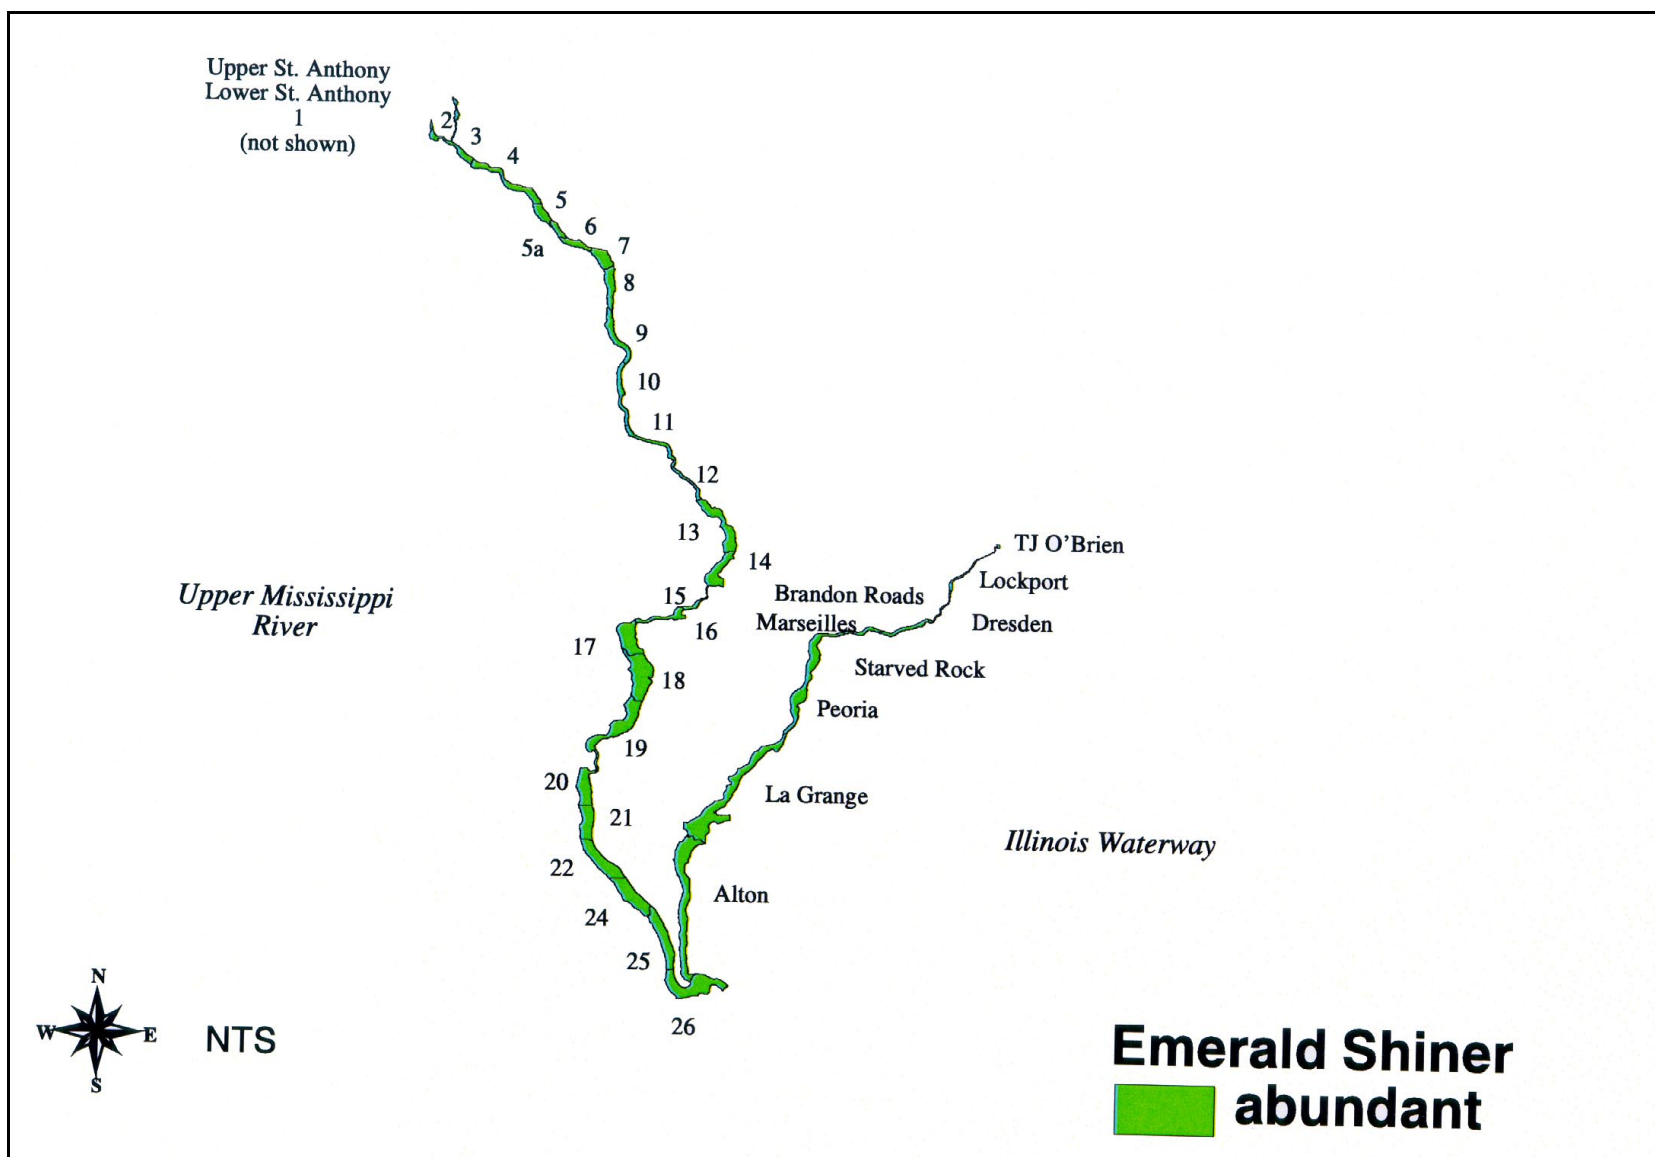 Upper St. Anthony
Lower St. Anthony
1
(not shown)
2
3
4
5
6
5a
7
8
9
10
11
12
13
14
TJ O'Brien
Lockport
Brandon Roads
15
Marseilles
Dresden
16
Upper Mississippi
River
17
Starved Rock
18
Peoria
19
20
La Grange
21
Illinois Waterway
22
Alton
24
25
26
N
W
E
S
NTS
Emerald Shiner
abundant